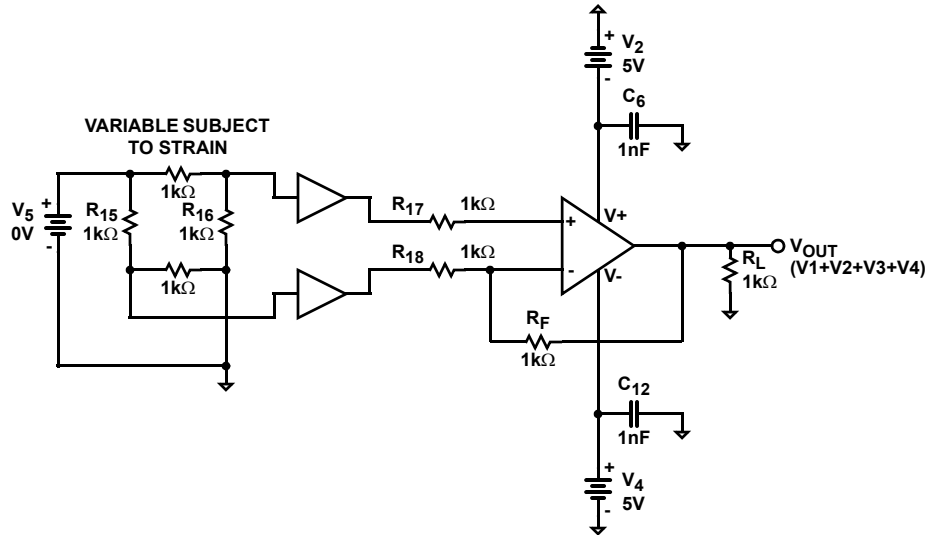 +
V2
5V
-
C6
1nF
VARIABLE SUBJECT
TO STRAIN
1kΩ
V5
0V
+
-
R15
1kΩ
R16
1kΩ
1kΩ
R17
1kΩ
R18
1kΩ
+
-
V+
V-
VOUT
(V1+V2+V3+V4)
RL
1kΩ
RF
1kΩ
C12
1nF
+
V4
5V
-